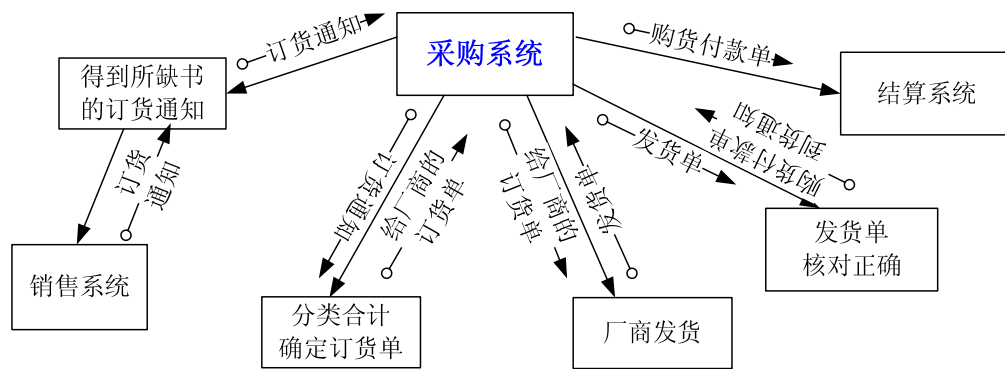 采购系统
订货通知
得到所缺书
的订货通知
订货
通知
销售系统
订货通知
给厂商的
订货单
分类合计
确定订货单
给厂商的
订货单
发货单
厂商发货
发货单
购货付款单
到货通知
发货单
核对正确
购货付款单
结算系统